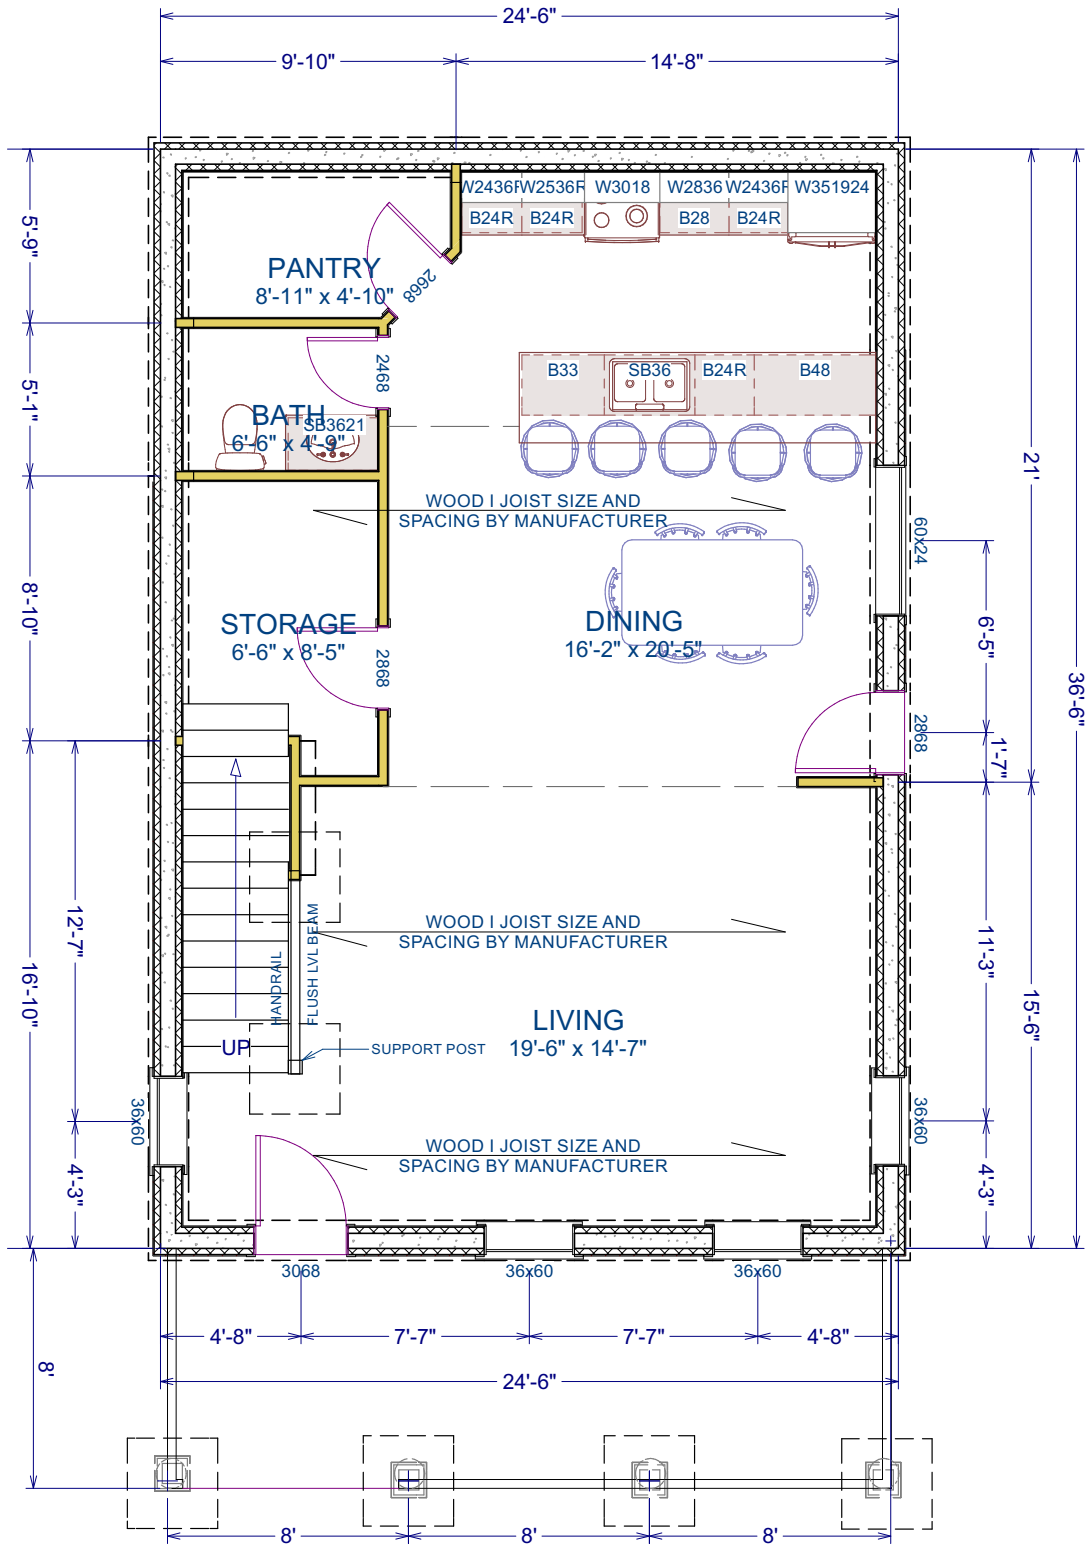 24'-6"
9'-10"
14'-8"
W2436R
W2536R
W3018
W2836
W2436R
W351924
B24R
B24R
B28
B24R
5'-9"
PANTRY
8'-11" x 4'-10"
2668
2468
B33
SB36
B24R
B48
5'-1"
BATH
6'-6" x 4'-9"
SB3621
21'
WOOD I JOIST SIZE AND
SPACING BY MANUFACTURER
60x24
8'-10"
STORAGE
6'-6" x 8'-5"
2868
DINING
16'-2" x 20'-5"
6'-5"
36'-6"
2868
1'-7"
12'-7"
16'-10"
HANDRAIL
FLUSH LVL BEAM
WOOD I JOIST SIZE AND
SPACING BY MANUFACTURER
11'-3"
15'-6"
LIVING
19'-6" x 14'-7"
UP
SUPPORT POST
36x60
36x60
WOOD I JOIST SIZE AND
SPACING BY MANUFACTURER
4'-3"
4'-3"
3068
36x60
36x60
4'-8"
7'-7"
7'-7"
4'-8"
8'
24'-6"
8'
8'
8'